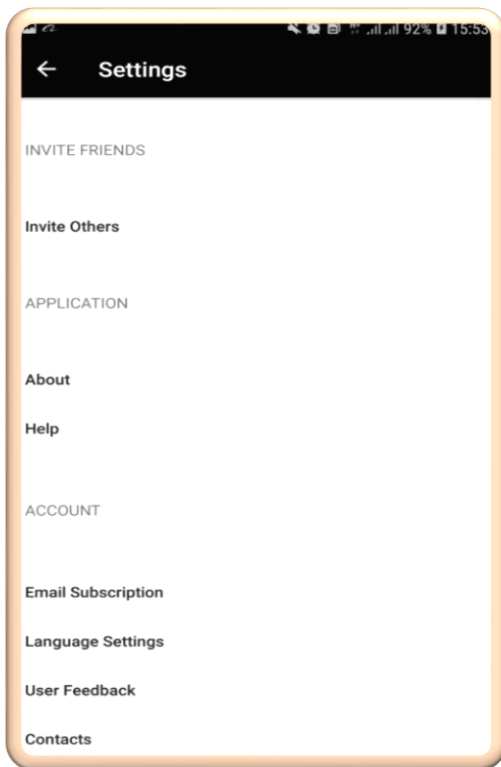 92% 15:53
Settings
INVITE FRIENDS
Invite Others
APPLICATION
About
Help
ACCOUNT
Email Subscription
Language Settings
User Feedback
Contacts